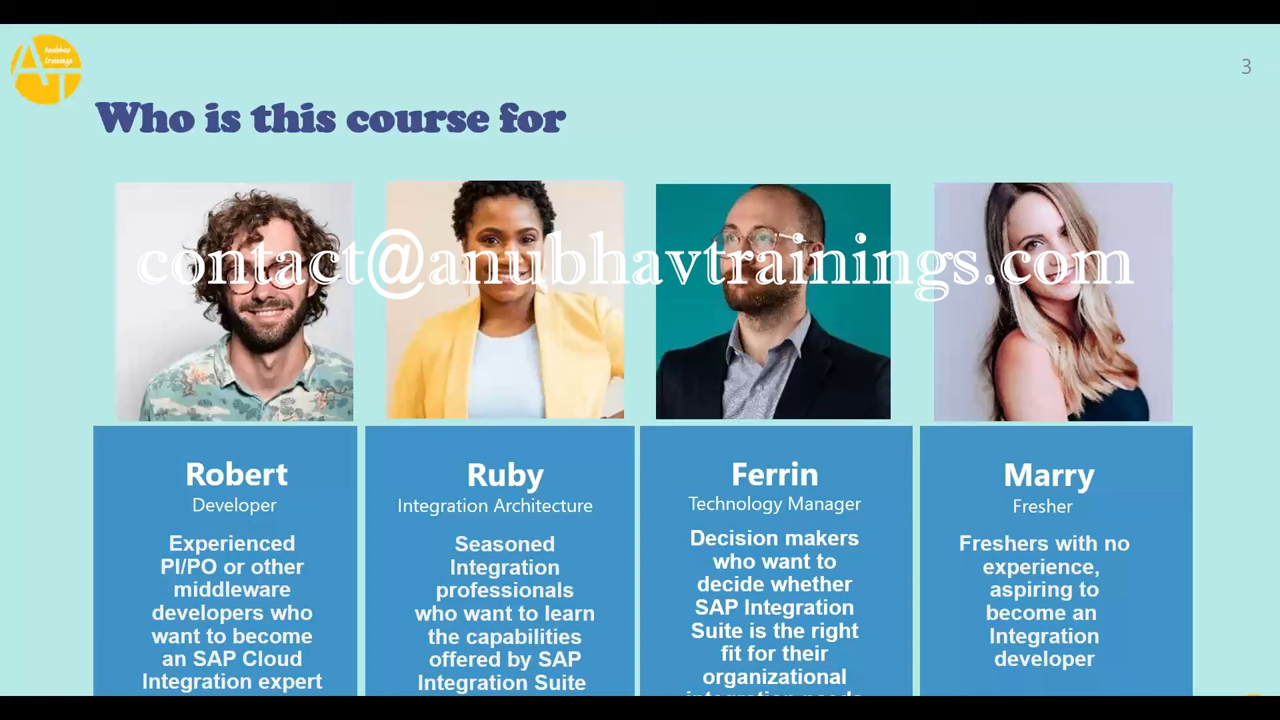 Anubhav
trainings
AT
3
Who is this course for
contact@anubhavtrainings.com
Robert
Developer
Experienced
PI/PO or other
middleware
developers who
want to become
an SAP Cloud
Integration expert
Ruby
Integration Architecture
Seasoned
Integration
professionals
who want to learn
the capabilities
offered by SAP
Integration Suite
Ferrin
Technology Manager
Decision makers
who want to
decide whether
SAP Integration
Suite is the right
fit for their
organizational
integration needs
Marry
Fresher
Freshers with no
experience,
aspiring to
become an
Integration
developer